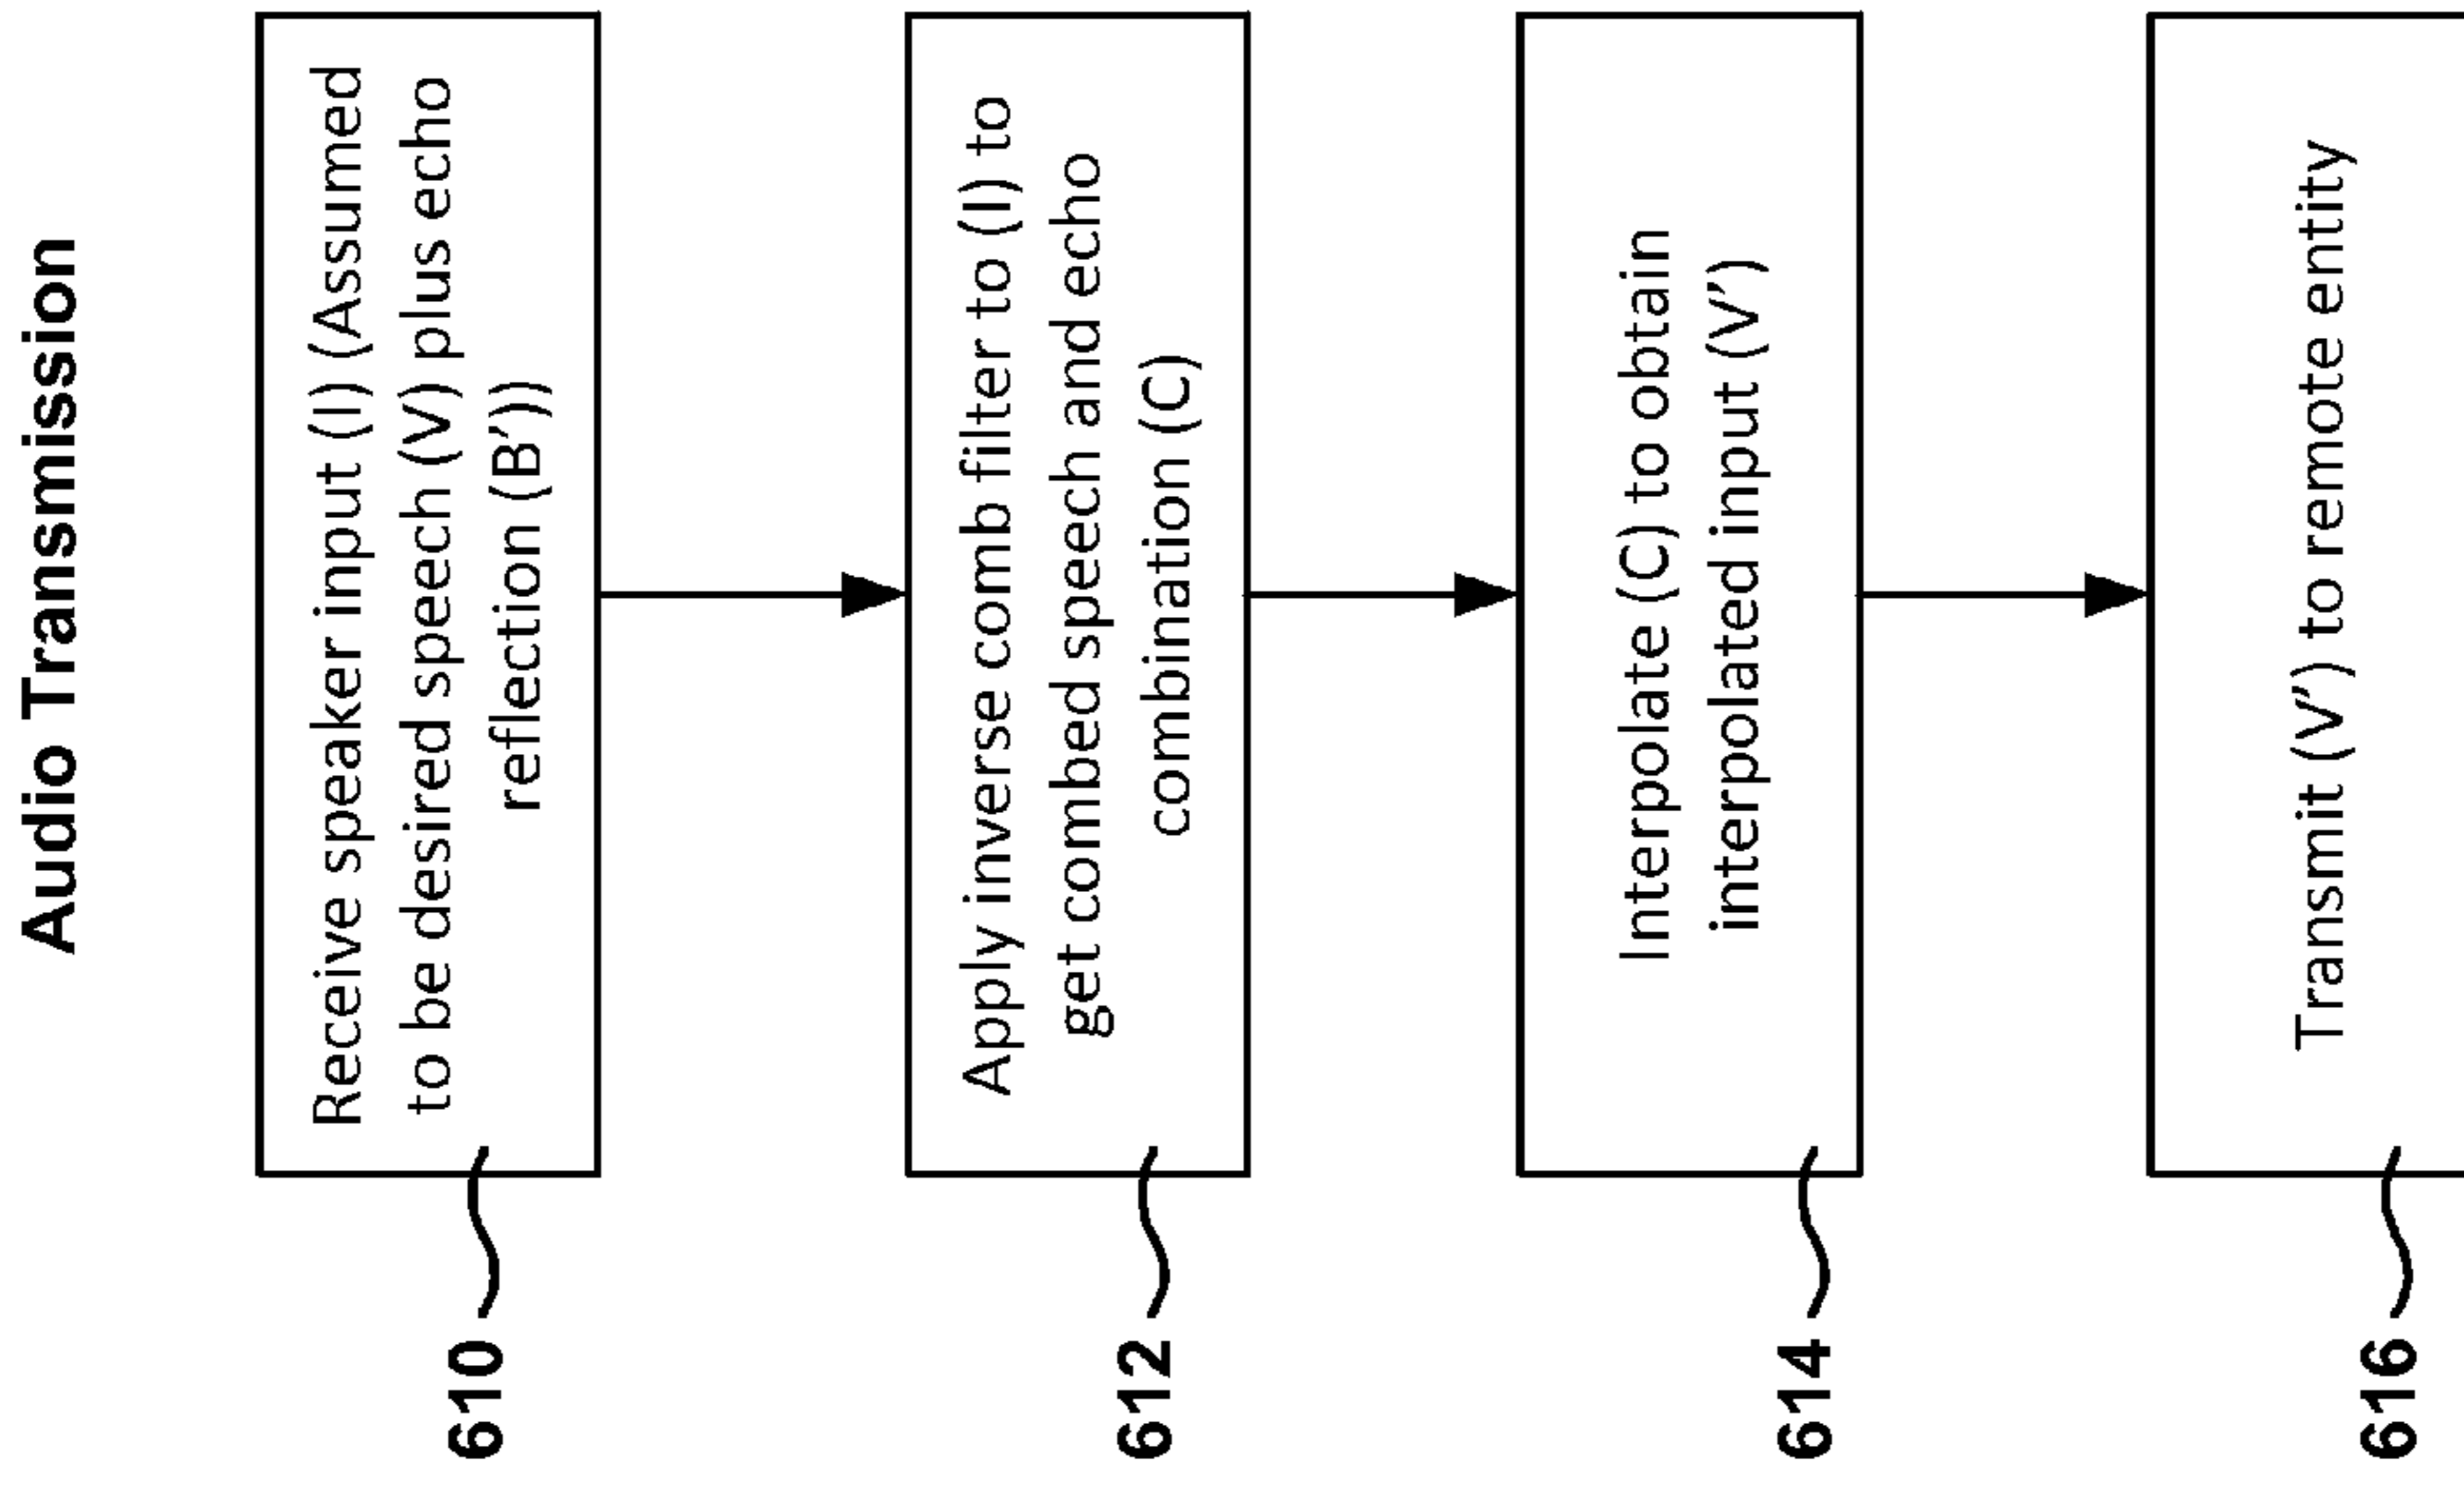 Audio Transmission
Receive speaker input (I) (Assumed
to be desired speech (V) plus echo
reflection (B’))
610
Apply inverse comb filter to (I) to
get combed speech and echo
combination (C)
612
Interpolate (C) to obtain
interpolated input (V’)
614
Transmit (V’) to remote entity
616